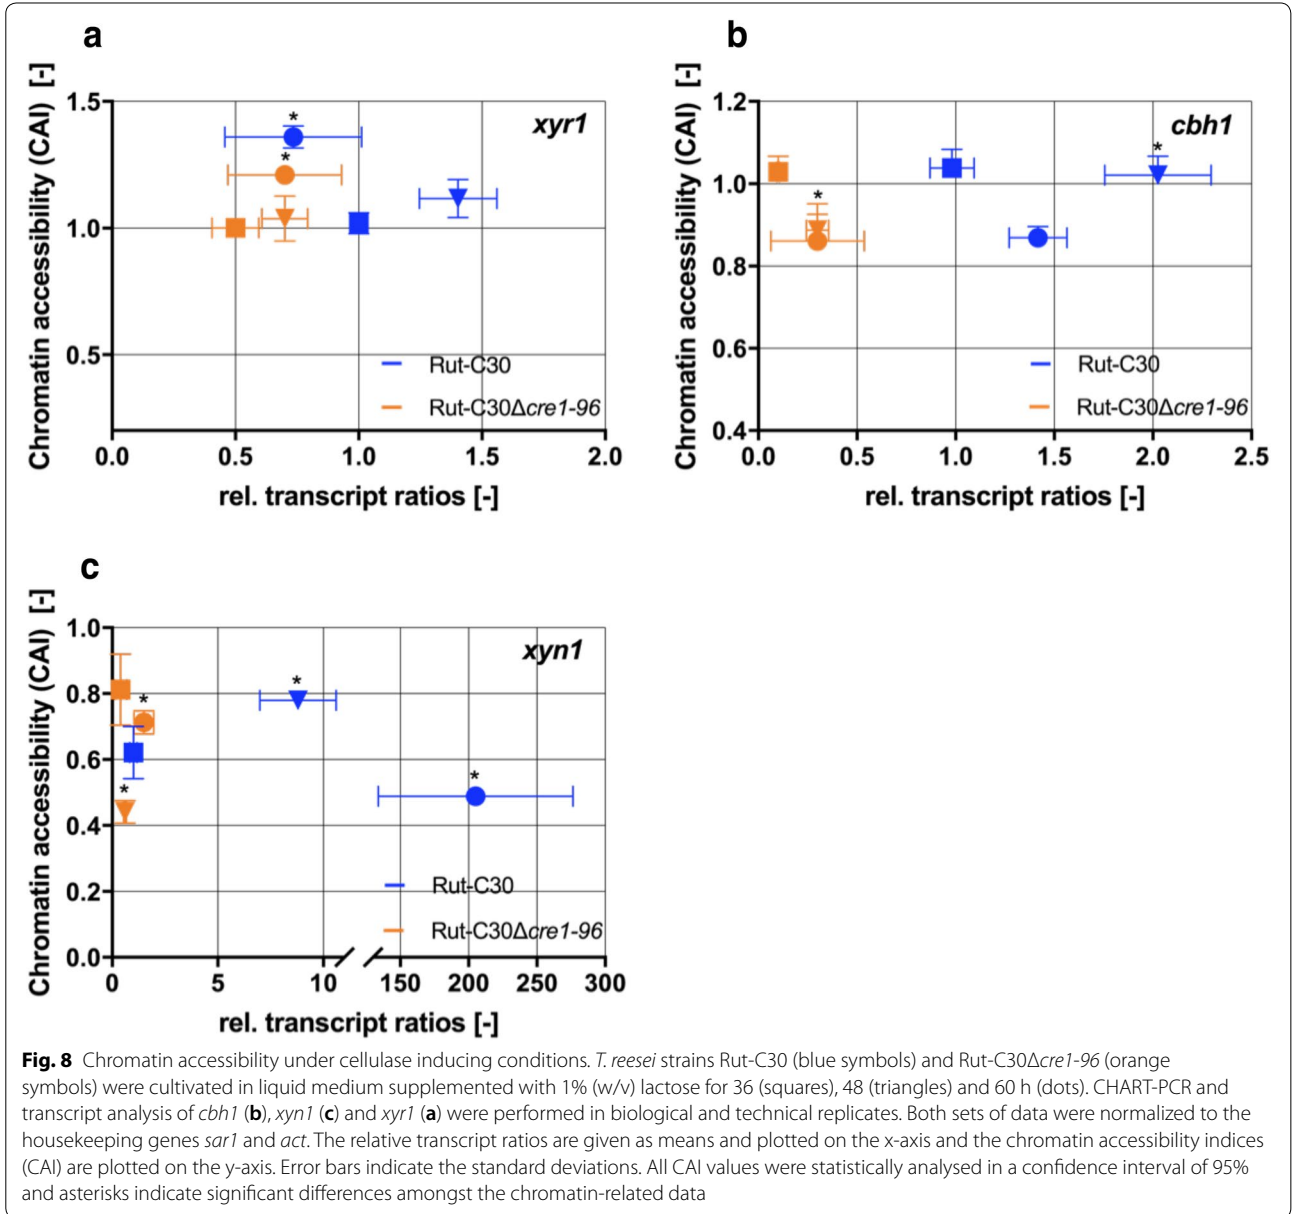 a
Chromatin accessibility (CAI) [-]
1.5
1.0
0.5
*
*
xyr1
Rut-C30
Rut-C30Δcre1-96
0.0 0.5 1.0 1.5 2.0
rel. transcript ratios [-]
b
Chromatin accessibility (CAI) [-]
1.2
1.0
0.8
0.6
0.4
cbh1
*
*
Rut-C30
Rut-C30Δcre1-96
0.0 0.5 1.0 1.5 2.0 2.5
rel. transcript ratios [-]
c
Chromatin accessibility (CAI) [-]
1.0
0.8
0.6
0.4
0.2
0.0
xyn1
*
*
*
*
Rut-C30
Rut-C30Δcre1-96
0 5 10 150 200 250 300
rel. transcript ratios [-]
Fig. 8 Chromatin accessibility under cellulase inducing conditions. T. reesei strains Rut-C30 (blue symbols) and Rut-C30Δcre1-96 (orange
symbols) were cultivated in liquid medium supplemented with 1% (w/v) lactose for 36 (squares), 48 (triangles) and 60 h (dots). CHART-PCR and
transcript analysis of cbh1 (b), xyn1 (c) and xyr1 (a) were performed in biological and technical replicates. Both sets of data were normalized to the
housekeeping genes sar1 and act. The relative transcript ratios are given as means and plotted on the x-axis and the chromatin accessibility indices
(CAI) are plotted on the y-axis. Error bars indicate the standard deviations. All CAI values were statistically analysed in a confidence interval of 95%
and asterisks indicate significant differences amongst the chromatin-related data